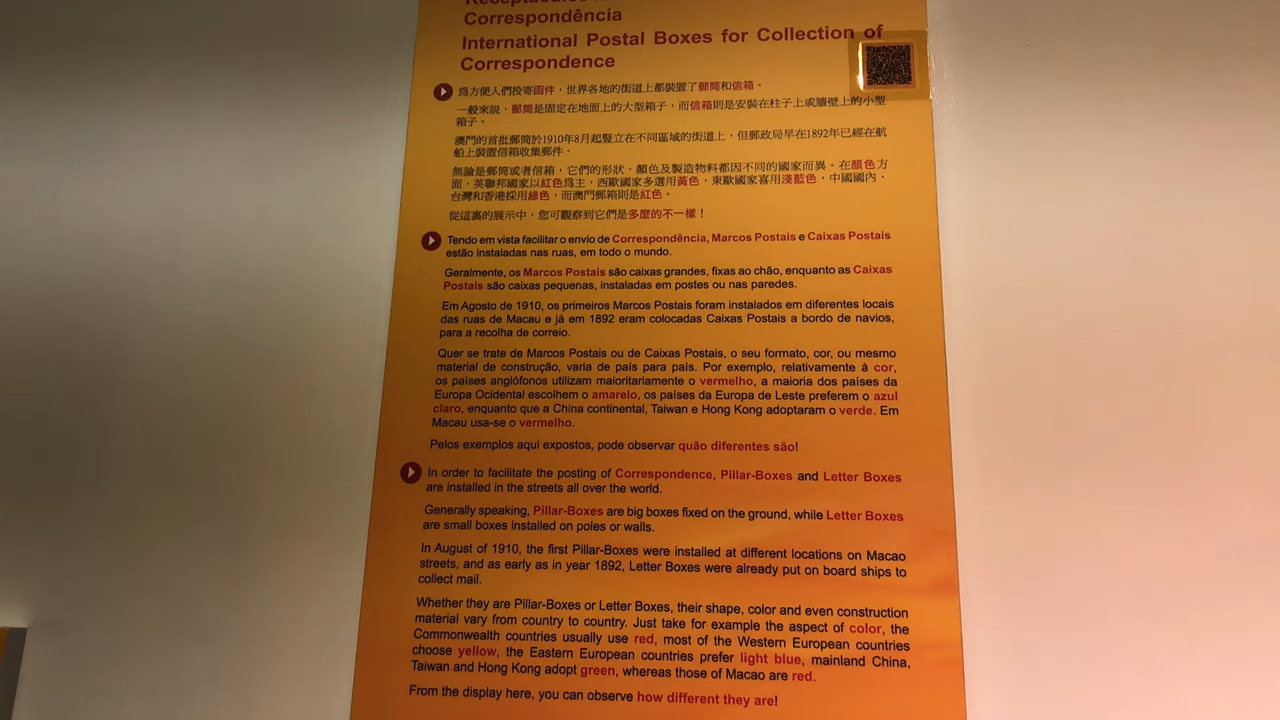 Correspondência
International Postal Boxes for Collection of
Correspondence
爲方便人們投寄函件，世界各地的街道上都裝置了郵筒和信箱。
一般來説，郵筒是固定在地面上的大型箱子，而信箱則是安裝在柱子上或牆壁上的小型
箱子。
澳門的首批郵筒於1910年8月起豎立在不同區域的街道上，但郵政局早在1892年已經在航
船上裝置信箱收集郵件。
無論是郵筒或者信箱，它們的形狀、顏色及製造物料都因不同的國家而異。在顏色方
面，英聯邦國家以紅色爲主，西歐國家多選用黃色，東歐國家喜用淺藍色，中國國內、
台灣和香港採用綠色，而澳門郵箱則是紅色。
從這裏的展示中，您可觀察到它們是多麼的不一樣！
Tendo em vista facilitar o envio de Correspondência, Marcos Postais e Caixas Postais
estão instaladas nas ruas, em todo o mundo.
Geralmente, os Marcos Postais são caixas grandes, fixas ao chão, enquanto as Caixas
Postais são caixas pequenas, instaladas em postes ou nas paredes.
Em Agosto de 1910, os primeiros Marcos Postais foram instalados em diferentes locais
das ruas de Macau e já em 1892 eram colocadas Caixas Postais a bordo de navios,
para a recolha de correio.
Quer se trate de Marcos Postais ou de Caixas Postais, o seu formato, cor, ou mesmo
material de construção, varia de país para país. Por exemplo, relativamente à cor,
os países anglófonos utilizam maioritariamente o vermelho, a maioria dos países da
Europa Ocidental escolhem o amarelo, os países da Europa de Leste preferem o azul
claro, enquanto que a China continental, Taiwan e Hong Kong adoptaram o verde. Em
Macau usa-se o vermelho.
Pelos exemplos aqui expostos, pode observar quão diferentes são!
In order to facilitate the posting of Correspondence, Pillar-Boxes and Letter Boxes
are installed in the streets all over the world.
Generally speaking, Pillar-Boxes are big boxes fixed on the ground, while Letter Boxes
are small boxes installed on poles or walls.
In August of 1910, the first Pillar-Boxes were installed at different locations on Macao
streets, and as early as in year 1892, Letter Boxes were already put on board ships to
collect mail.
Whether they are Pillar-Boxes or Letter Boxes, their shape, color and even construction
material vary from country to country. Just take for example the aspect of color, the
Commonwealth countries usually use red, most of the Western European countries
choose yellow, the Eastern European countries prefer light blue, mainland China,
Taiwan and Hong Kong adopt green, whereas those of Macao are red.
From the display here, you can observe how different they are!